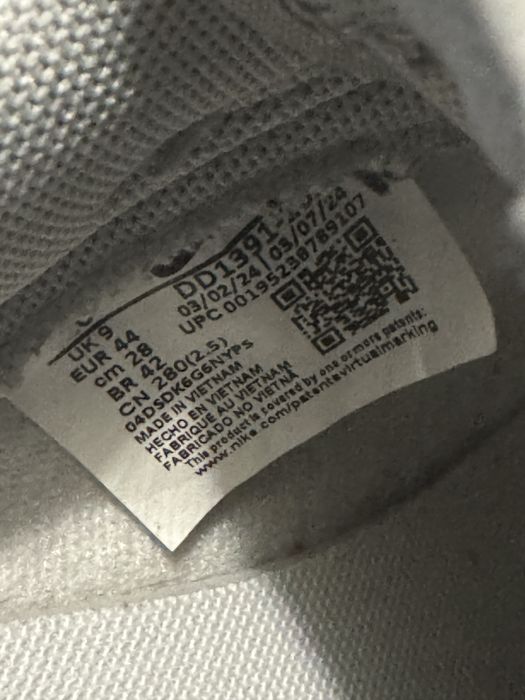 DD1391
03/02/24 | 05/07/24
UPC 00195238789107
UK 9
EUR 44
cm 28
BR 42
CN 280(2.5)
04DSDK6G6NYPS
MADE IN VIETNAM
HECHO EN VIETNAM
FABRIQUÉ AU VIETNAM
FABRICADO NO VIETNÃ
This product is covered by one or more patents:
www.nike.com/patentsvirtualmarking